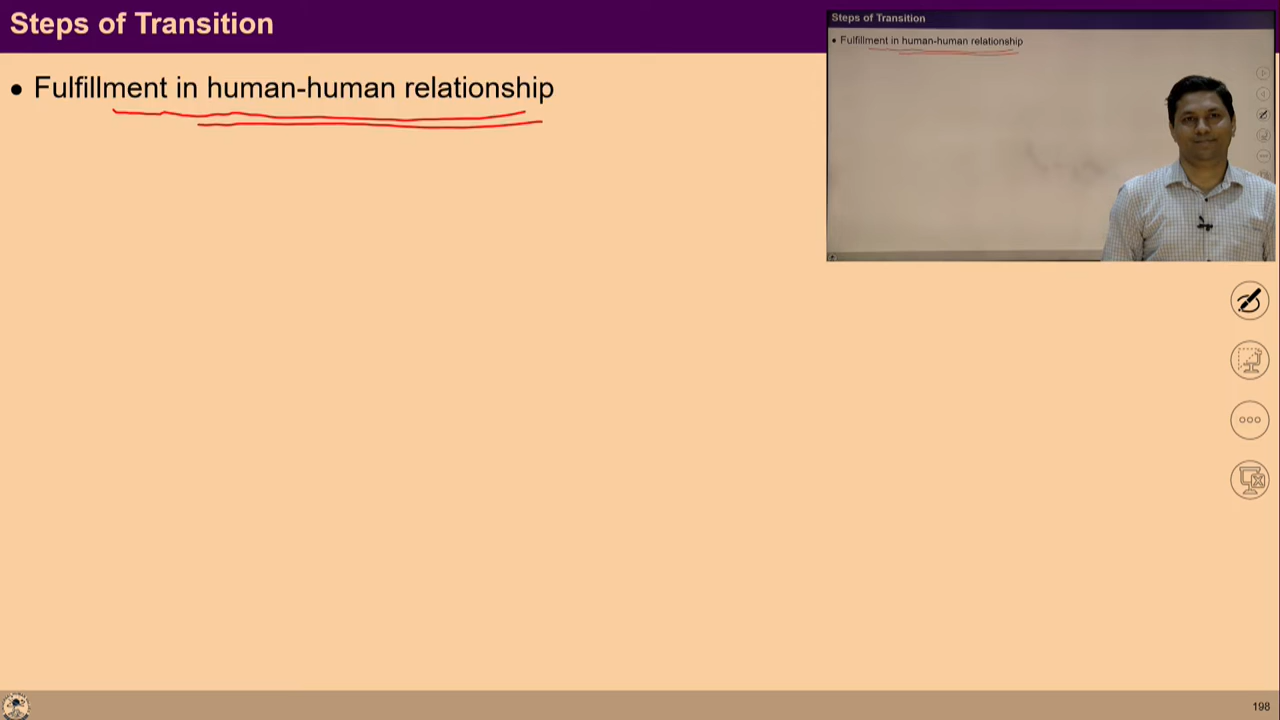 Steps of Transition
• Fulfillment in human-human relationship
Steps of Transition
• Fulfillment in human-human relationship
198